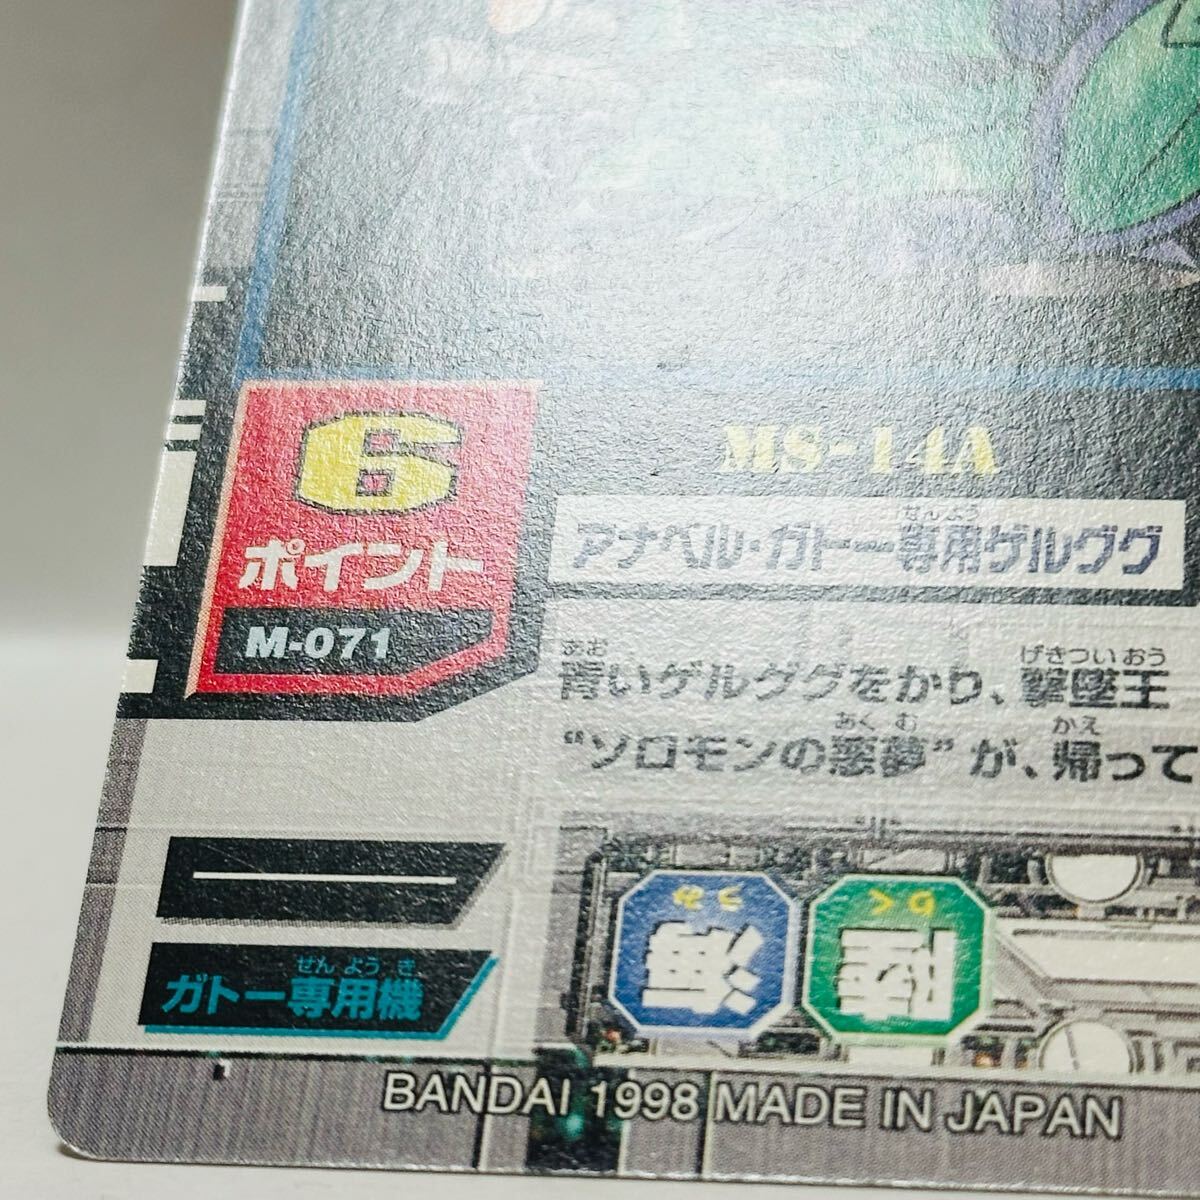 6
ポイント
M-071
MS-14A
せんよう
アナベル・ガトー専用ゲルググ
あお げきついおう
青いゲルググをかり、撃墜王
あくむ かえ
“ソロモンの悪夢”が、帰って
せんようき
ガトー専用機
りく
陸
BANDAI 1998 MADE IN JAPAN